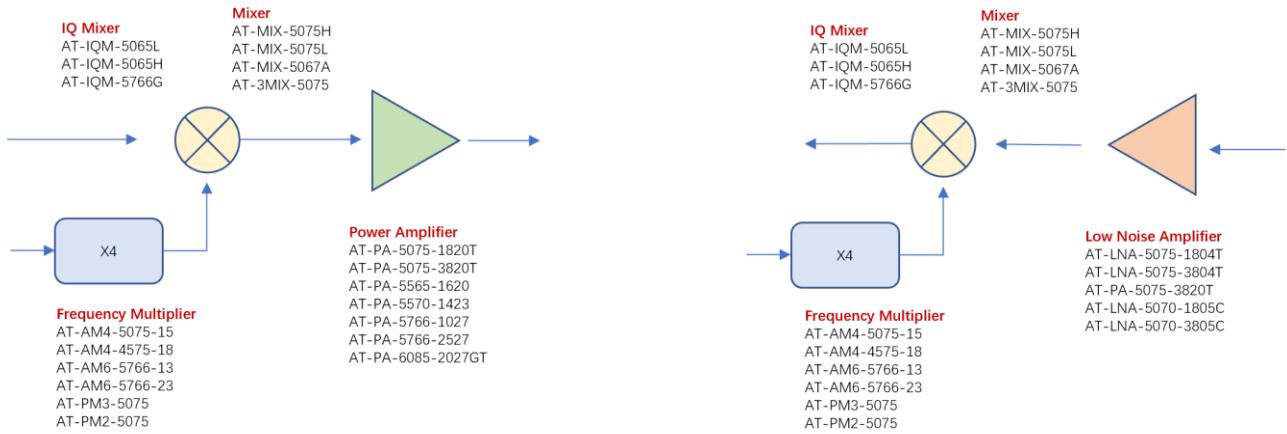 IQ Mixer
AT-IQM-5065L
AT-IQM-5065H
AT-IQM-5766G
Mixer
AT-MIX-5075H
AT-MIX-5075L
AT-MIX-5067A
AT-3MIX-5075
X4
Power Amplifier
AT-PA-5075-1820T
AT-PA-5075-3820T
AT-PA-5565-1620
AT-PA-5570-1423
AT-PA-5766-1027
AT-PA-5766-2527
AT-PA-6085-2027GT
Frequency Multiplier
AT-AM4-5075-15
AT-AM4-4575-18
AT-AM6-5766-13
AT-AM6-5766-23
AT-PM3-5075
AT-PM2-5075
IQ Mixer
AT-IQM-5065L
AT-IQM-5065H
AT-IQM-5766G
Mixer
AT-MIX-5075H
AT-MIX-5075L
AT-MIX-5067A
AT-3MIX-5075
X4
Low Noise Amplifier
AT-LNA-5075-1804T
AT-LNA-5075-3804T
AT-PA-5075-3820T
AT-LNA-5070-1805C
AT-LNA-5070-3805C
Frequency Multiplier
AT-AM4-5075-15
AT-AM4-4575-18
AT-AM6-5766-13
AT-AM6-5766-23
AT-PM3-5075
AT-PM2-5075